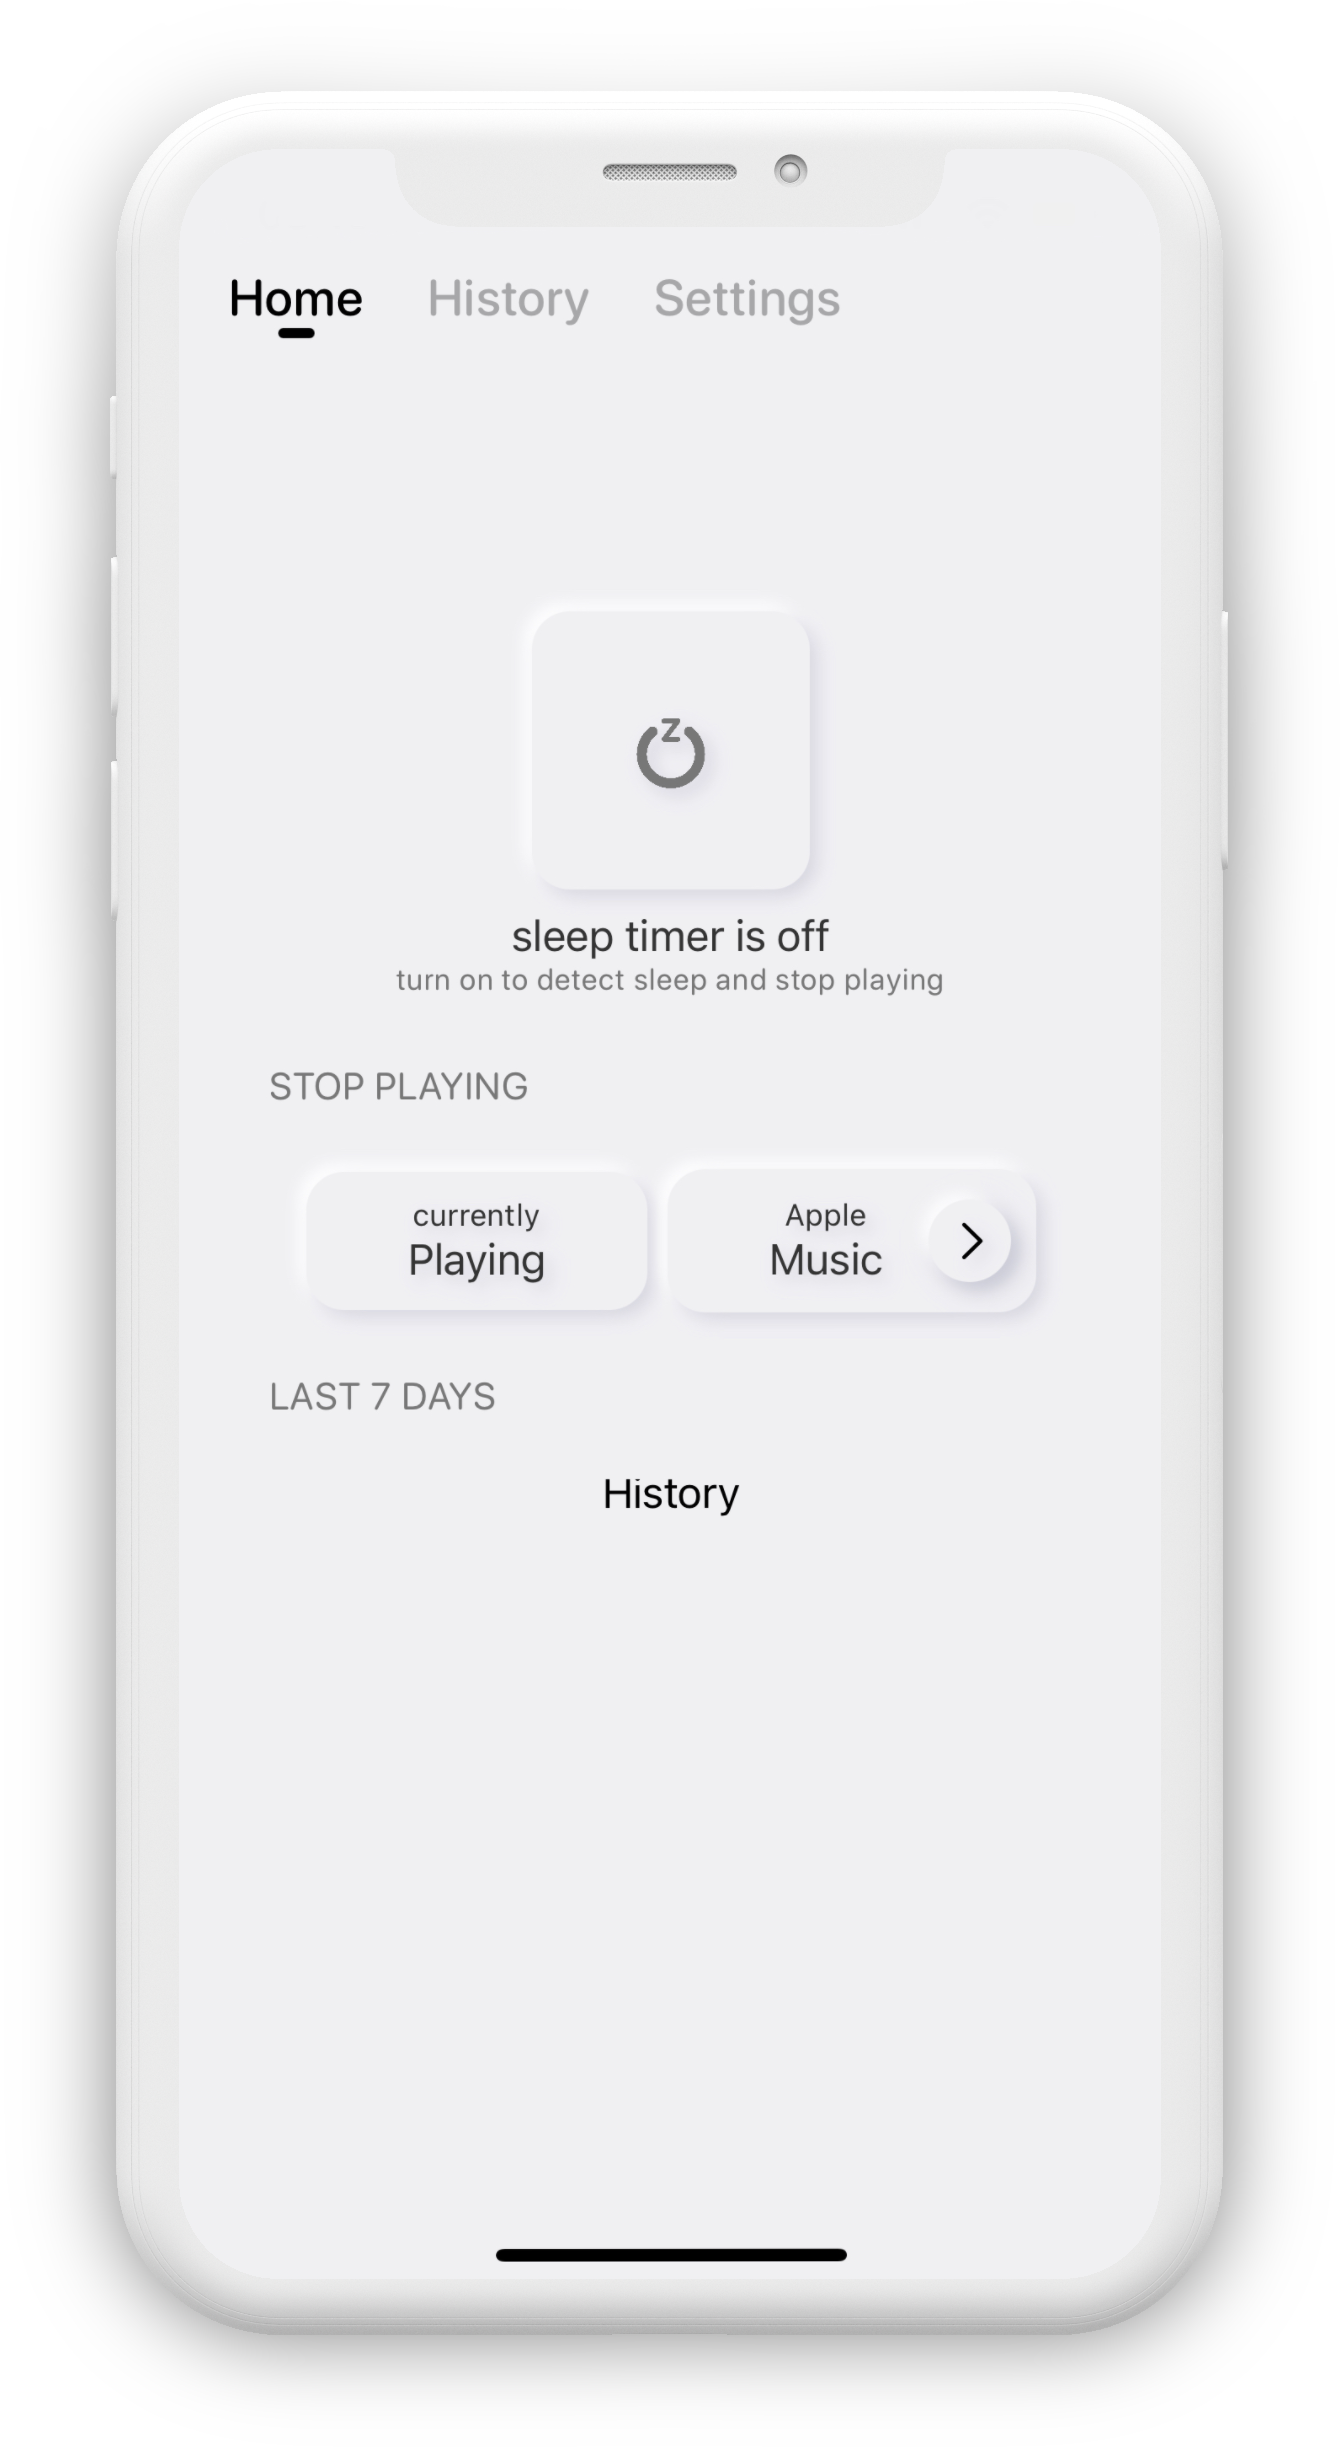 Home History Settings
z
sleep timer is off
turn on to detect sleep and stop playing
STOP PLAYING
currently
Playing
Apple
Music
LAST 7 DAYS
History